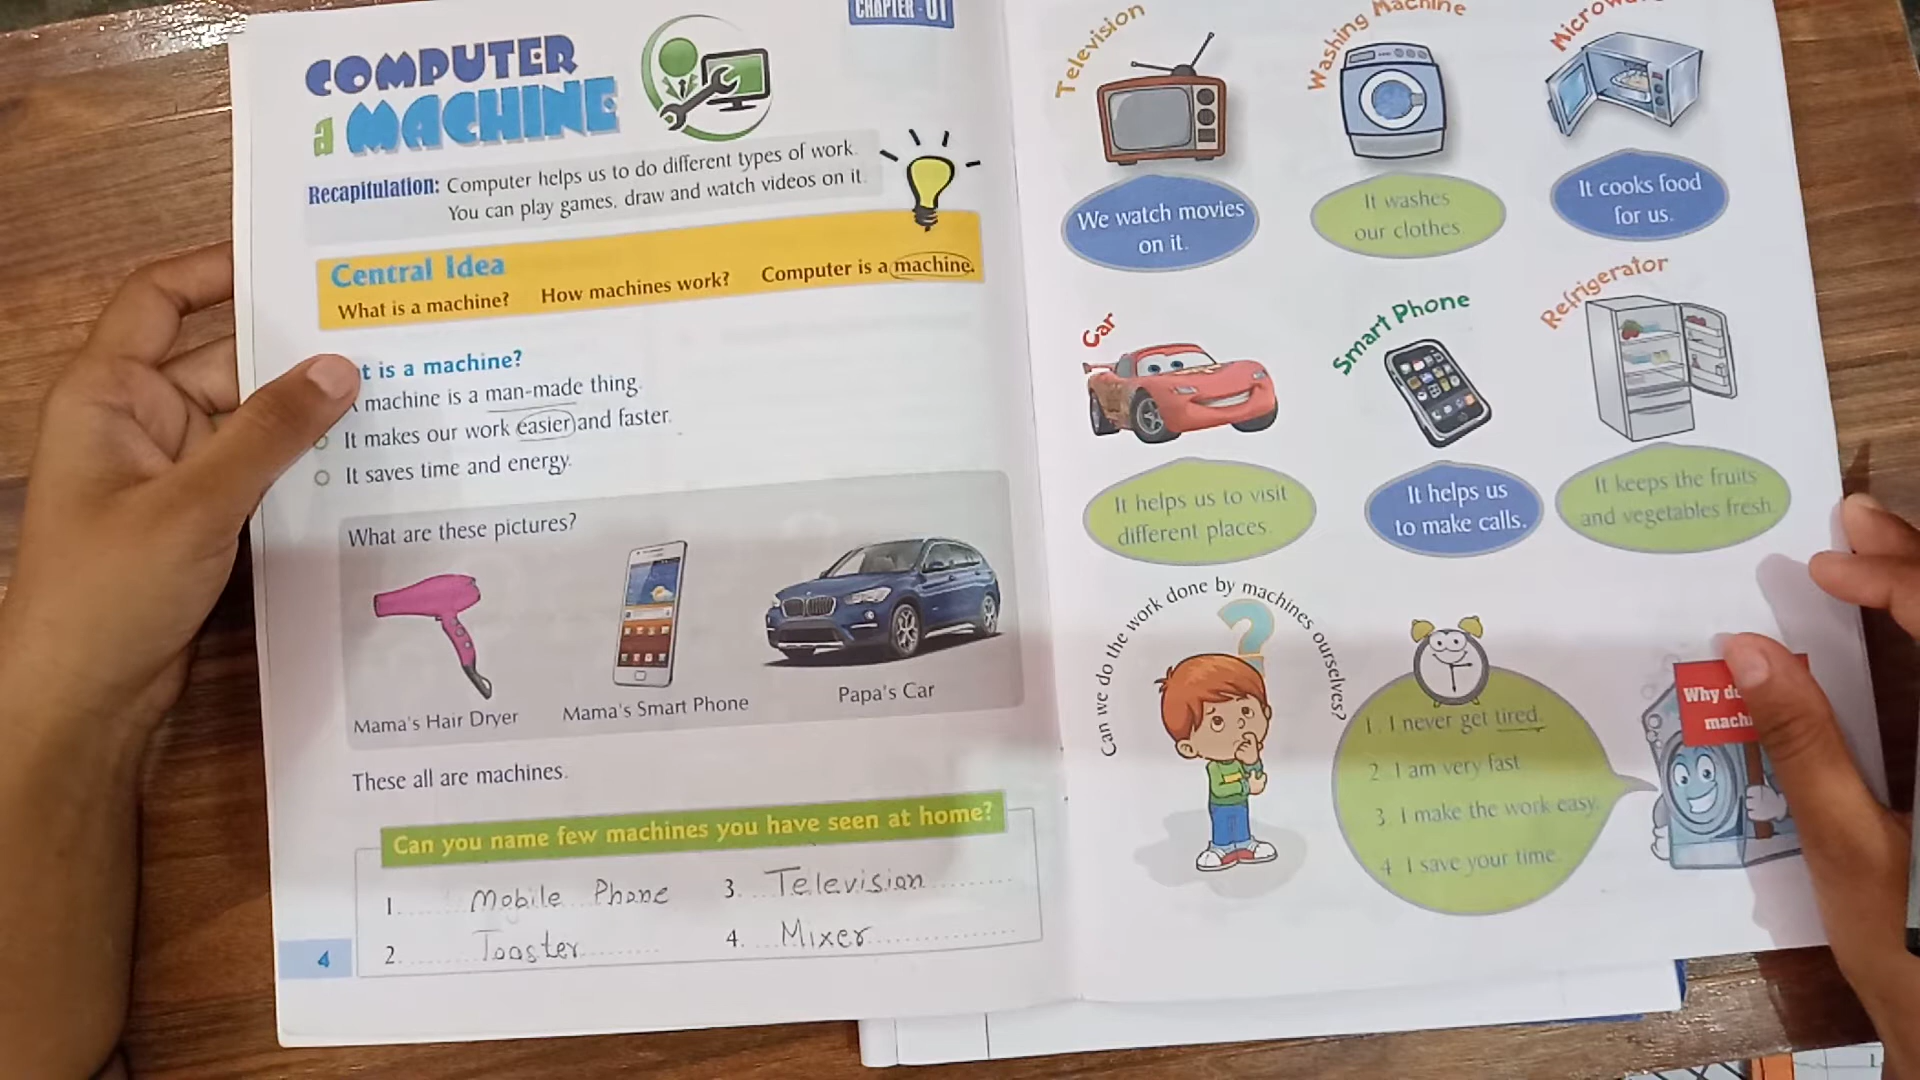 CHAPTER - 01
COMPUTER
a MACHINE
Recapitulation: Computer helps us to do different types of work.
You can play games, draw and watch videos on it.
Central Idea
What is a machine? How machines work? Computer is a machine.
is a machine?
machine is a man-made thing.
It makes our work easier and faster.
It saves time and energy.
What are these pictures?
Mama's Hair Dryer
Mama's Smart Phone
Papa's Car
These all are machines.
Can you name few machines you have seen at home?
1. Mobile Phone
2. Toaster
3. Television
4. Mixer
4
Television
We watch movies
on it.
Washing Machine
It washes
our clothes.
It cooks food
for us.
Car
It helps us to visit
different places.
Smart Phone
It helps us
to make calls.
Refrigerator
It keeps the fruits
and vegetables fresh.
Can we do the work done by machines ourselves?
?
1. I never get tired.
2. I am very fast
3. I make the work easy.
4. I save your time.
Why